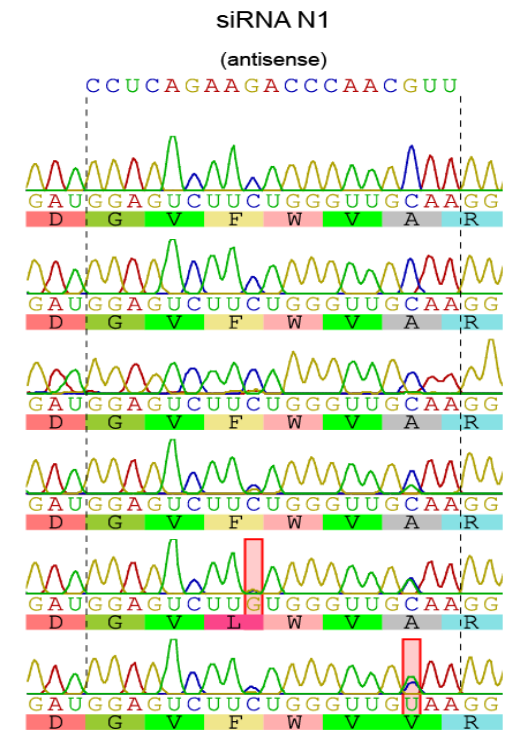 siRNA N1
(antisense)
CCUCAGAAGACCCAACGUU
GAUGGAGUCUUCUGGGUUGCAAGG
D G V F W V A R
GAUGGAGUCUUCUGGGUUGCAAGG
D G V F W V A R
GAUGGAGUCUUCUGGGUUGCAAGG
D G V F W V A R
GAUGGAGUCUUCUGGGUUGCAAGG
D G V F W V A R
GAUGGAGUCUUGUGGGUUGCAAGG
D G V L W V A R
GAUGGAGUCUUCUGGGUUGUAAGG
D G V F W V V R